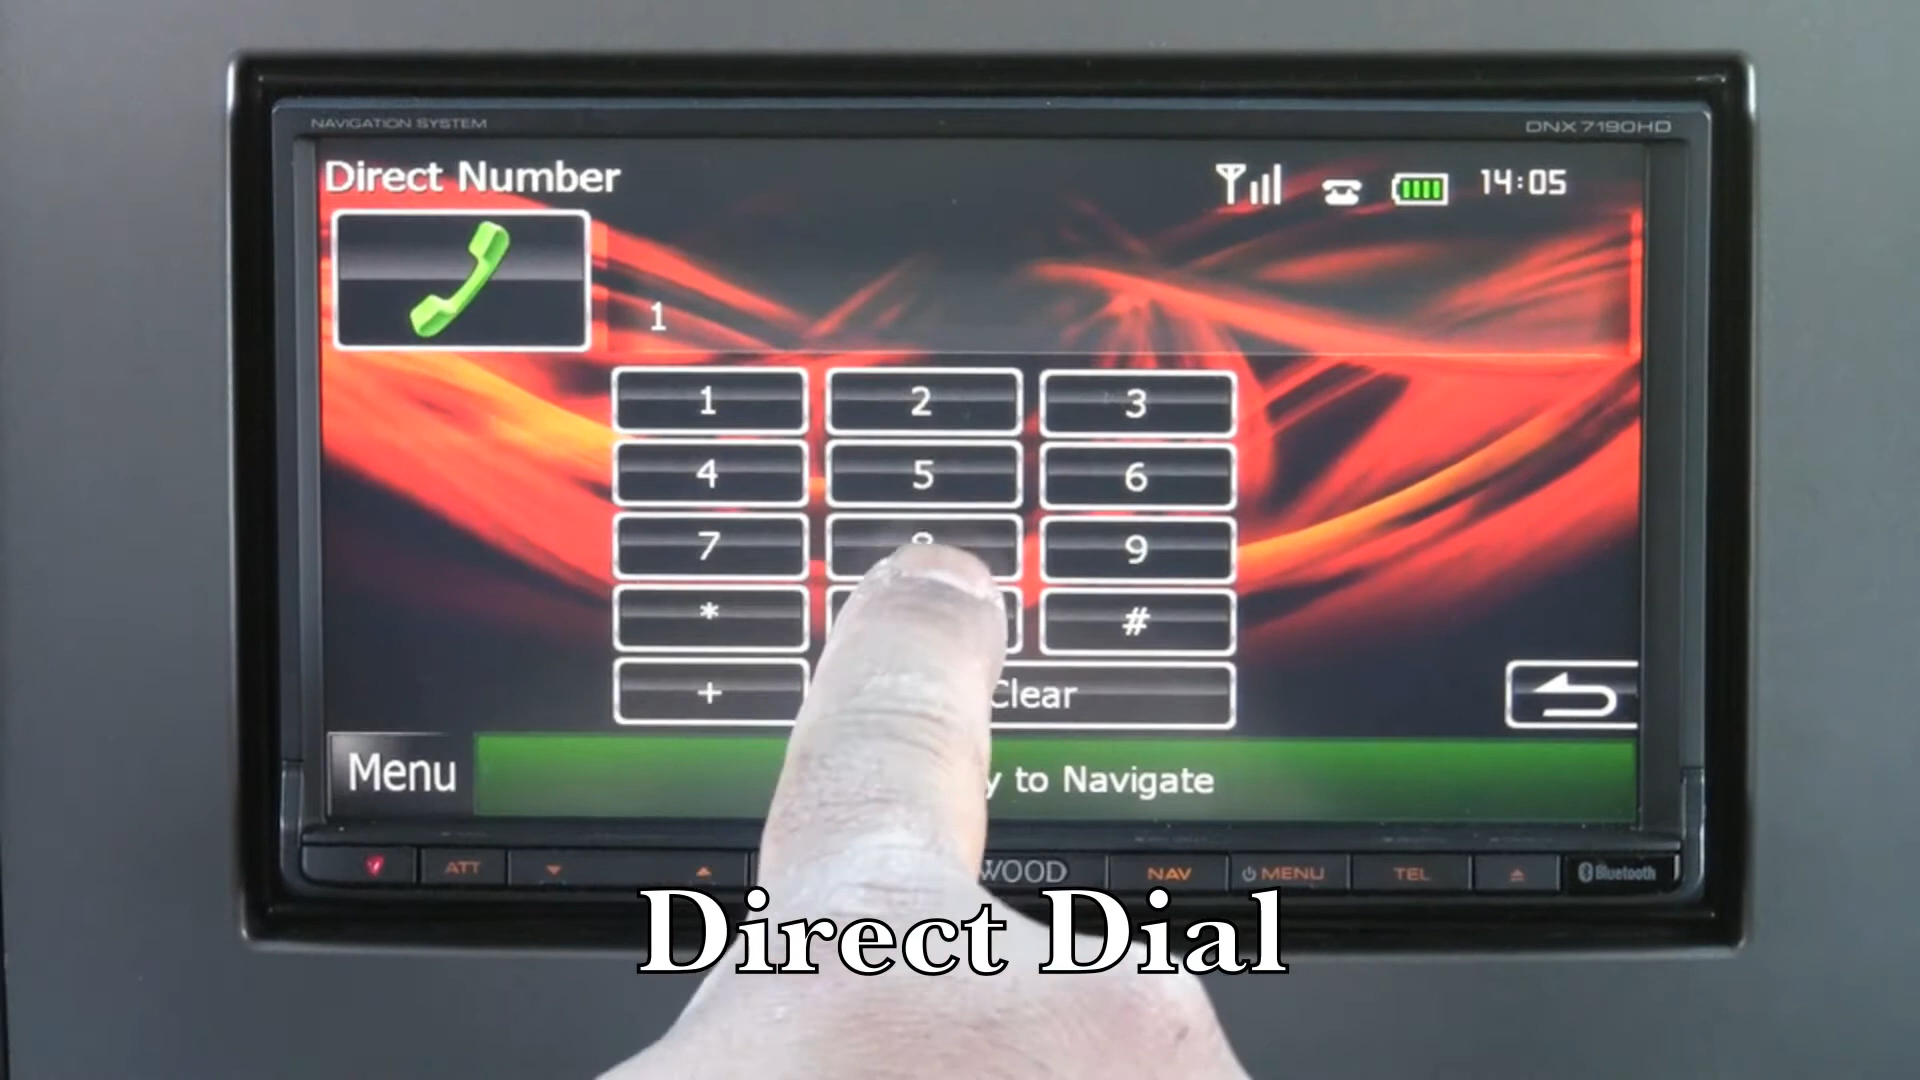 NAVIGATION SYSTEM
DNX7190HD
Direct Number
14:05
1
1 2 3
4 5 6
7 9
* #
+ Clear
Menu
to Navigate
ATT
NAV
MENU
TEL
Bluetooth
Direct Dial